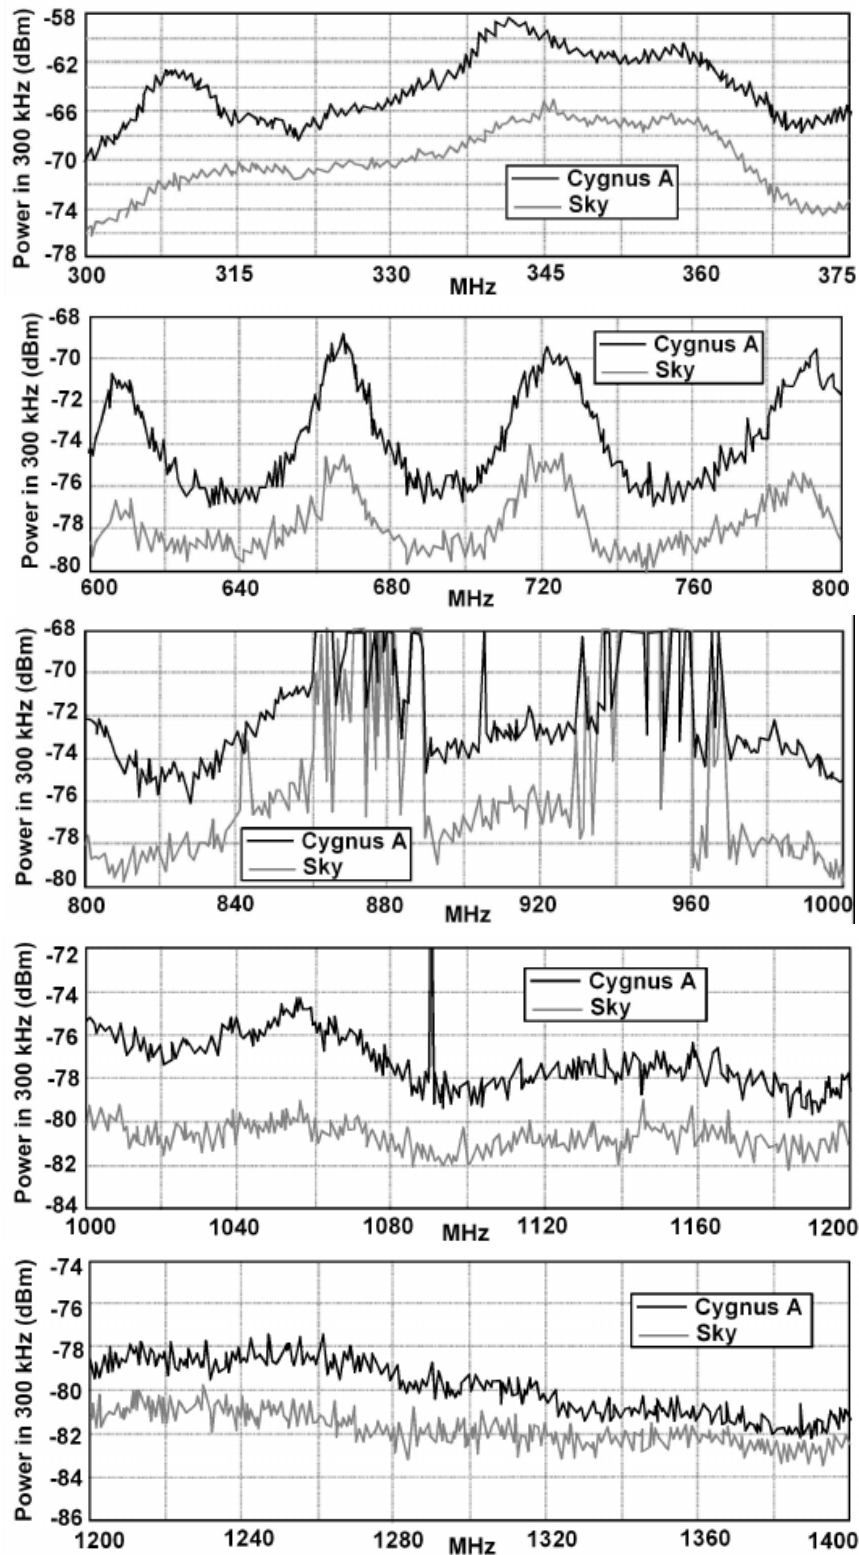 Power in 300 kHz (dBm)
-58
-62
-66
-70
-74
-78
Cygnus A
Sky
300 315 330 345 360 375
MHz
Power in 300 kHz (dBm)
-68
-70
-72
-74
-76
-78
-80
Cygnus A
Sky
600 640 680 720 760 800
MHz
Power in 300 kHz (dBm)
-68
-70
-72
-74
-76
-78
-80
Cygnus A
Sky
800 840 880 920 960 1000
MHz
Power in 300 kHz (dBm)
-72
-74
-76
-78
-80
-82
-84
Cygnus A
Sky
1000 1040 1080 1120 1160 1200
MHz
Power in 300 kHz (dBm)
-74
-76
-78
-80
-82
-84
-86
Cygnus A
Sky
1200 1240 1280 1320 1360 1400
MHz